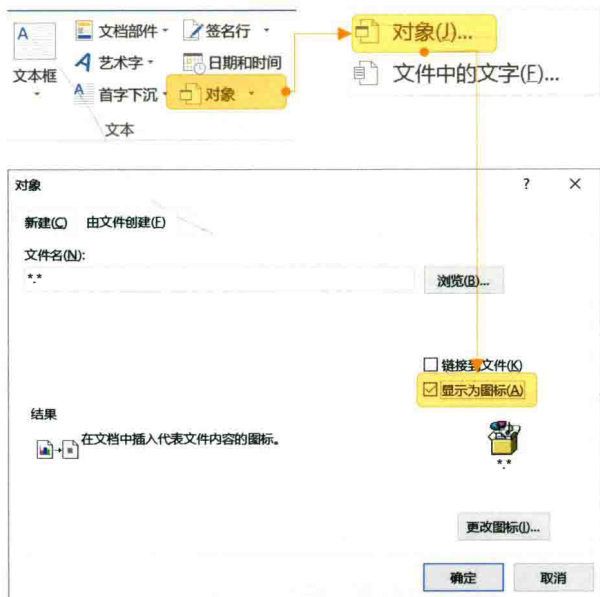 A 文档部件 签名行
对象(J)...
文本框 A 艺术字 日期和时间
文件中的文字(F)...
A 首字下沉 对象
文本
对象 ? ×
新建(C) 由文件创建(F)
文件名(N):
*.* 浏览(B)...
链接到文件(K)
显示为图标(A)
结果
在文档中插入代表文件内容的图标。
*.*
更改图标(I)...
确定 取消